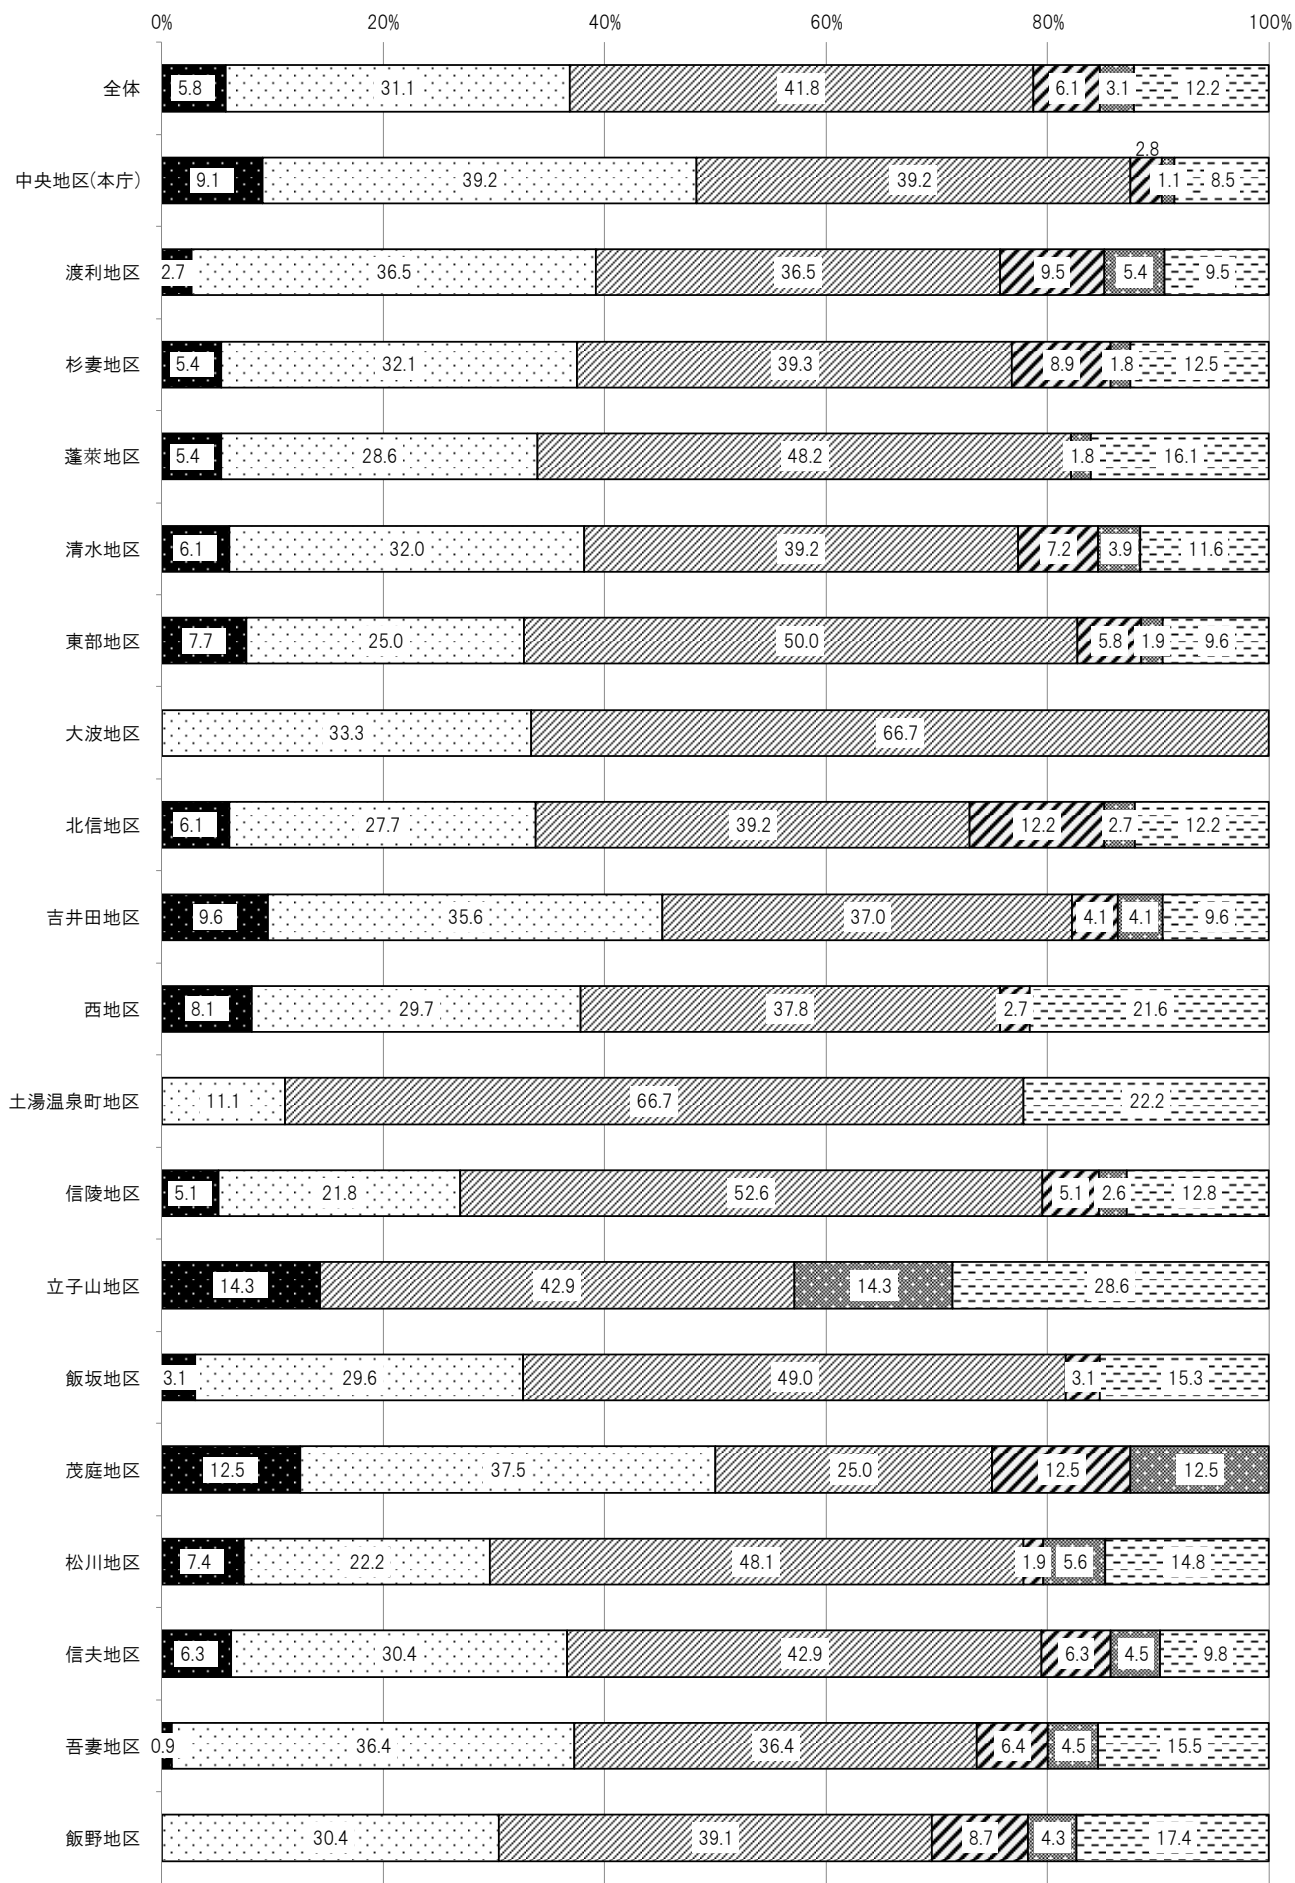 0% 20% 40% 60% 80% 100%
全体 5.8 31.1 41.8 6.1 3.1 12.2
2.8
中央地区(本庁) 9.1 39.2 39.2 1.1 8.5
渡利地区 2.7 36.5 36.5 9.5 5.4 9.5
杉妻地区 5.4 32.1 39.3 8.9 1.8 12.5
蓬萊地区 5.4 28.6 48.2 1.8 16.1
清水地区 6.1 32.0 39.2 7.2 3.9 11.6
東部地区 7.7 25.0 50.0 5.8 1.9 9.6
大波地区 33.3 66.7
北信地区 6.1 27.7 39.2 12.2 2.7 12.2
吉井田地区 9.6 35.6 37.0 4.1 4.1 9.6
西地区 8.1 29.7 37.8 2.7 21.6
土湯温泉町地区 11.1 66.7 22.2
信陵地区 5.1 21.8 52.6 5.1 2.6 12.8
立子山地区 14.3 42.9 14.3 28.6
飯坂地区 3.1 29.6 49.0 3.1 15.3
茂庭地区 12.5 37.5 25.0 12.5 12.5
松川地区 7.4 22.2 48.1 1.9 5.6 14.8
信夫地区 6.3 30.4 42.9 6.3 4.5 9.8
吾妻地区 0.9 36.4 36.4 6.4 4.5 15.5
飯野地区 30.4 39.1 8.7 4.3 17.4